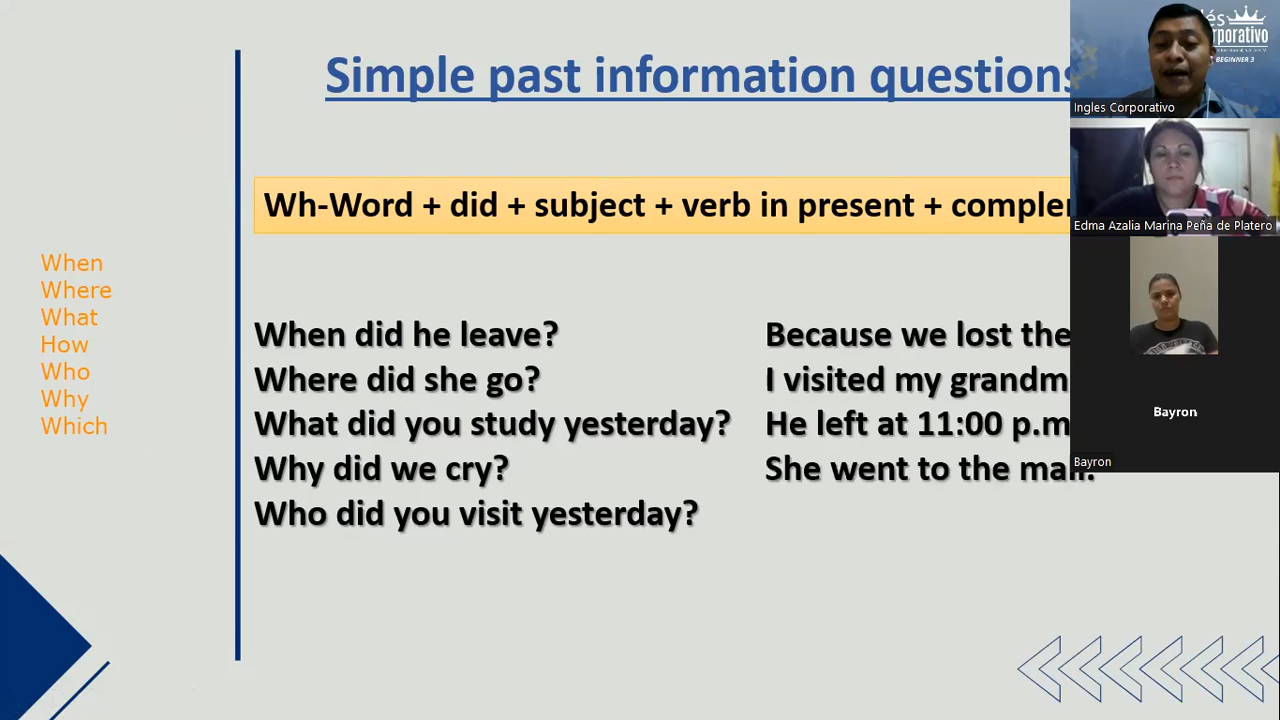 Simple past information questions
Wh-Word + did + subject + verb in present +
When
Where
What
How
Who
Why
Which
When did he leave?
Where did she go?
What did you study yesterday?
Why did we cry?
Who did you visit yesterday?
Because we lost the
I visited my
He left at 11:00 p.m
She went to the mall.
BEGINNER 3
Ingles Corporativo
Edma Azalia Marina Peña de Platero
Bayron
Bayron